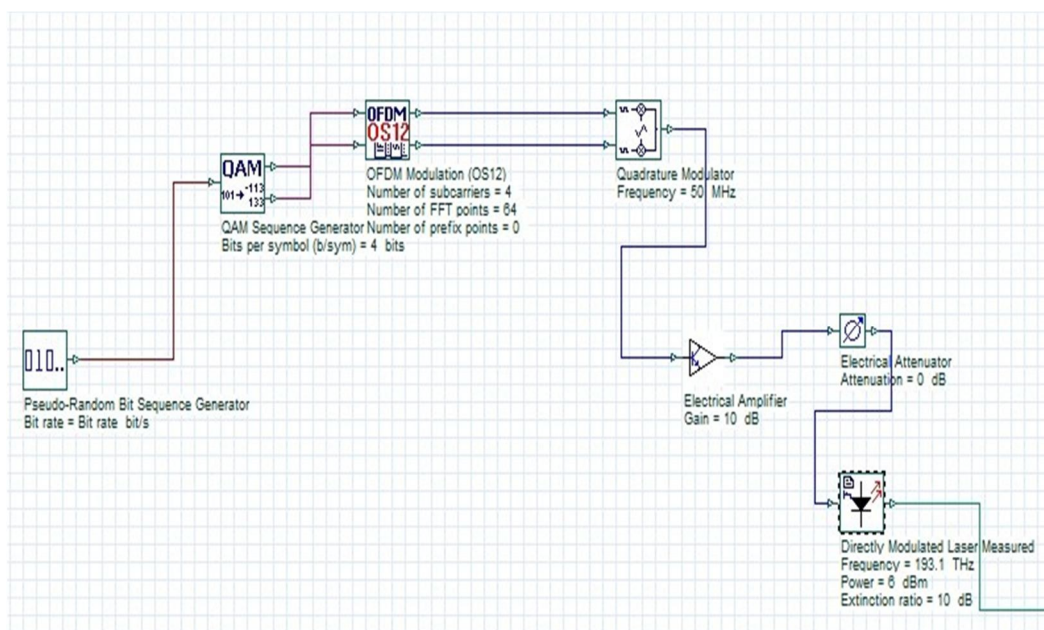 OFDM
OS12
OFDM Modulation (OS12)
Number of subcarriers = 4
Number of FFT points = 64
Number of prefix points = 0
QAM
101→ -113
133
QAM Sequence Generator
Bits per symbol (b/sym) = 4 bits
Quadrature Modulator
Frequency = 50 MHz
010..
Pseudo-Random Bit Sequence Generator
Bit rate = Bit rate bit/s
Electrical Amplifier
Gain = 10 dB
Electrical Attenuator
Attenuation = 0 dB
Directly Modulated Laser Measured
Frequency = 193.1 THz
Power = 6 dBm
Extinction ratio = 10 dB